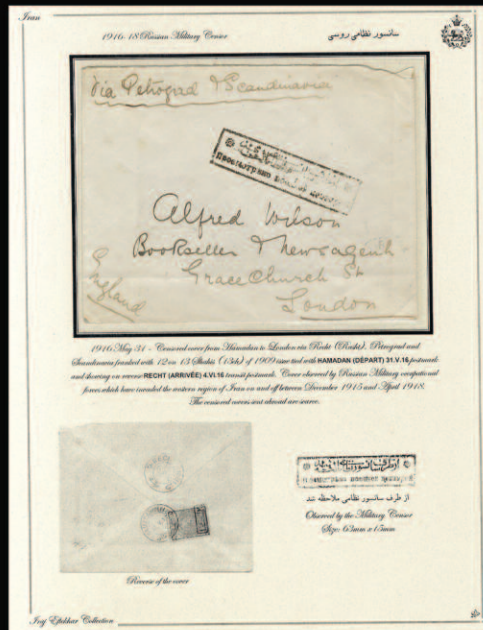 Iran
1916-18 Russian Military Censor
سانسور نظامی روسی
Via Petrograd & Scandinavia
Alfred Wilson
Bookseller & Newsagent
GraceChurch St
London
England
1916 May 31 - Censored cover from Hamadan to London via Recht (Rasht), Petrograd and
Scandinavia franked with 12 on 13 Shahis (13ch) of 1909 issue tied with HAMADAN (DÉPART) 31.V.16 postmark
and showing on reverse RECHT (ARRIVÉE) 4.VI.16 transit postmark. Cover observed by Russian Military occupational
forces which have invaded the western region of Iran on and off between December 1915 and April 1918.
The censored covers sent abroad are scarce.
از طرف سانسور نظامی ملاحظه شد
Observed by the Military Censor
Size: 63mm x 15mm
Reverse of the cover
Iraj Eftekhar Collection